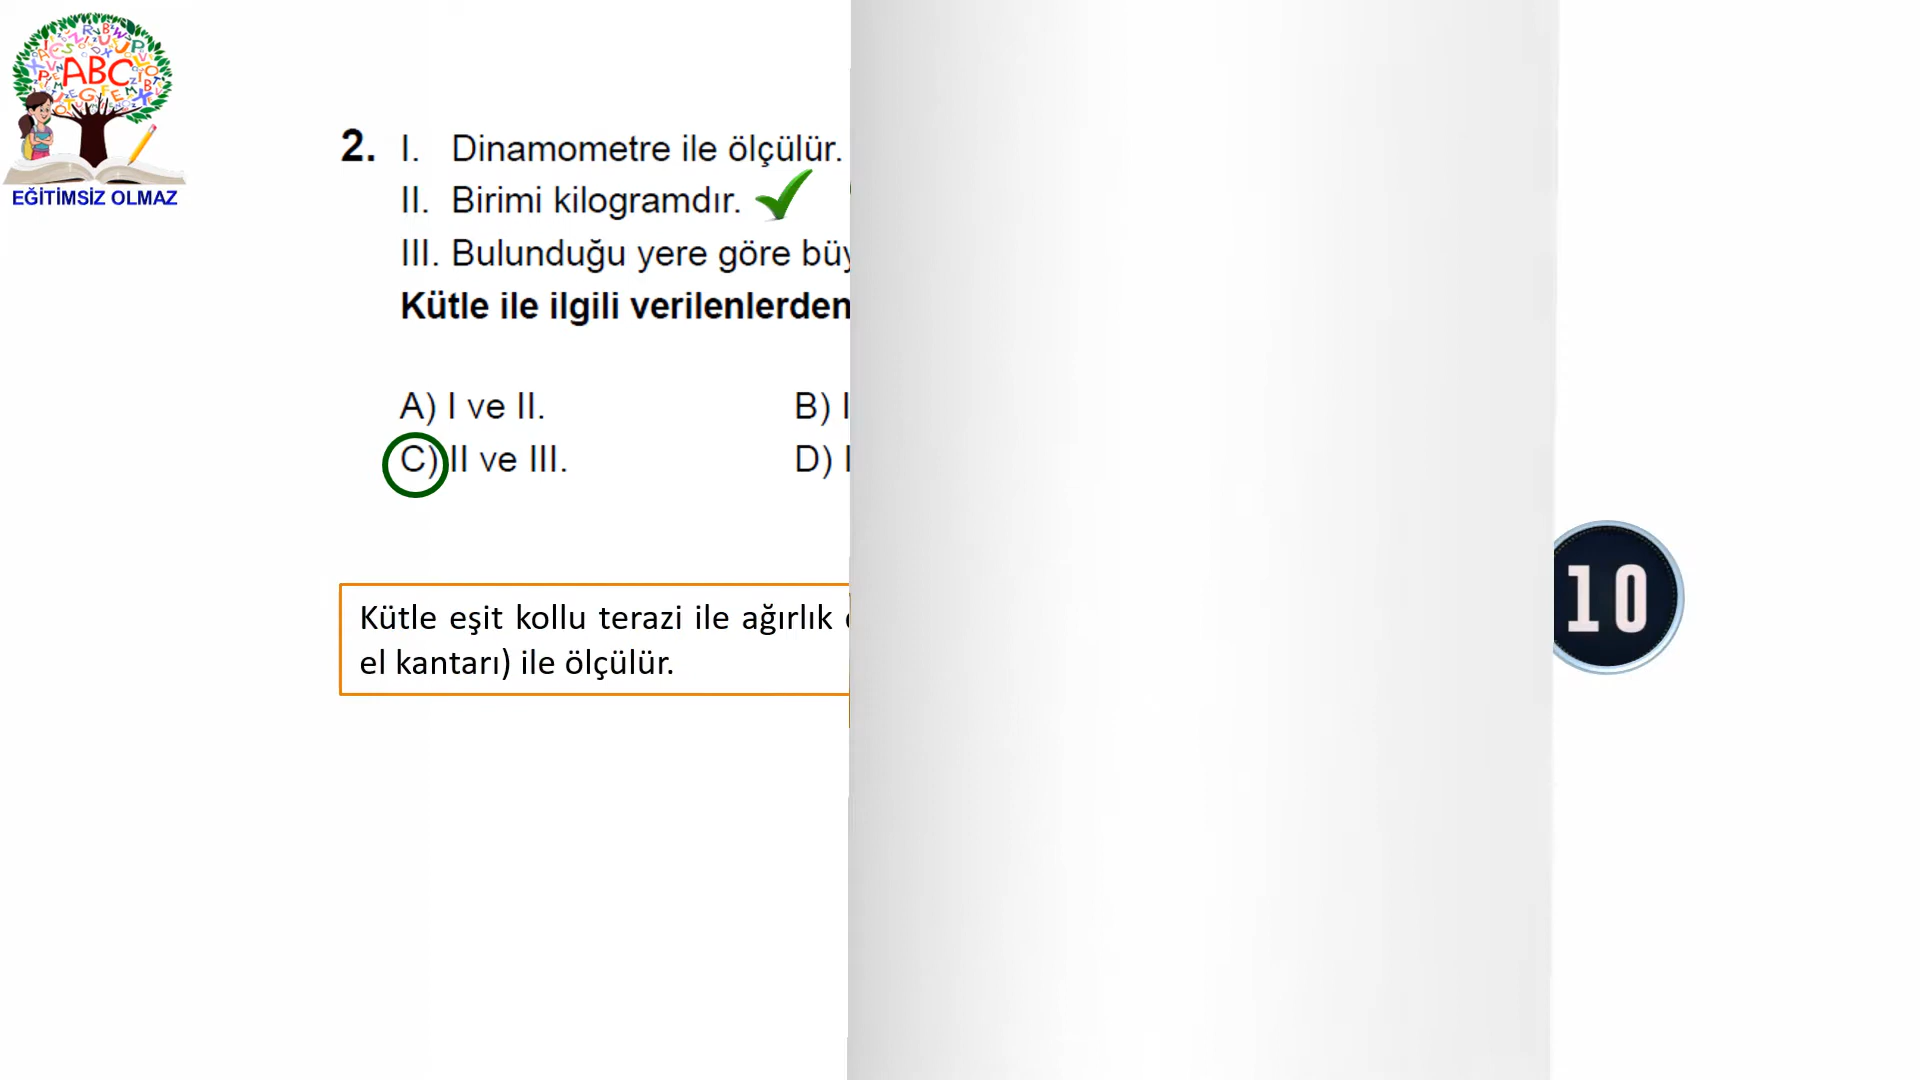 ABC
EĞİTİMSİZ OLMAZ
2. I. Dinamometre ile ölçülür.
II. Birimi kilogramdır.
III. Bulunduğu yere göre
Kütle ile ilgili verilenlerden
A) I ve II. B)
C) II ve III. D)
Kütle eşit kollu terazi ile ağırlık
el kantarı) ile ölçülür.
10